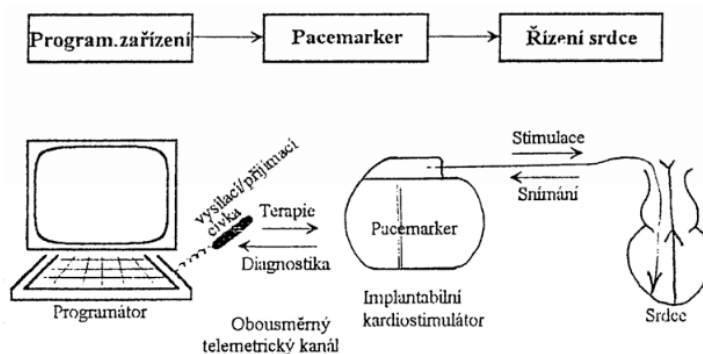 Program.zařízení
Pacemarker
Řízení srdce
vysílací/přijímací
cívka
Terapie
Diagnostika
Stimulace
Snímání
Pucemarker
Programátor
Obousměrný
telemetrický kanál
Implantabilní
kardiostimulátor
Srdce